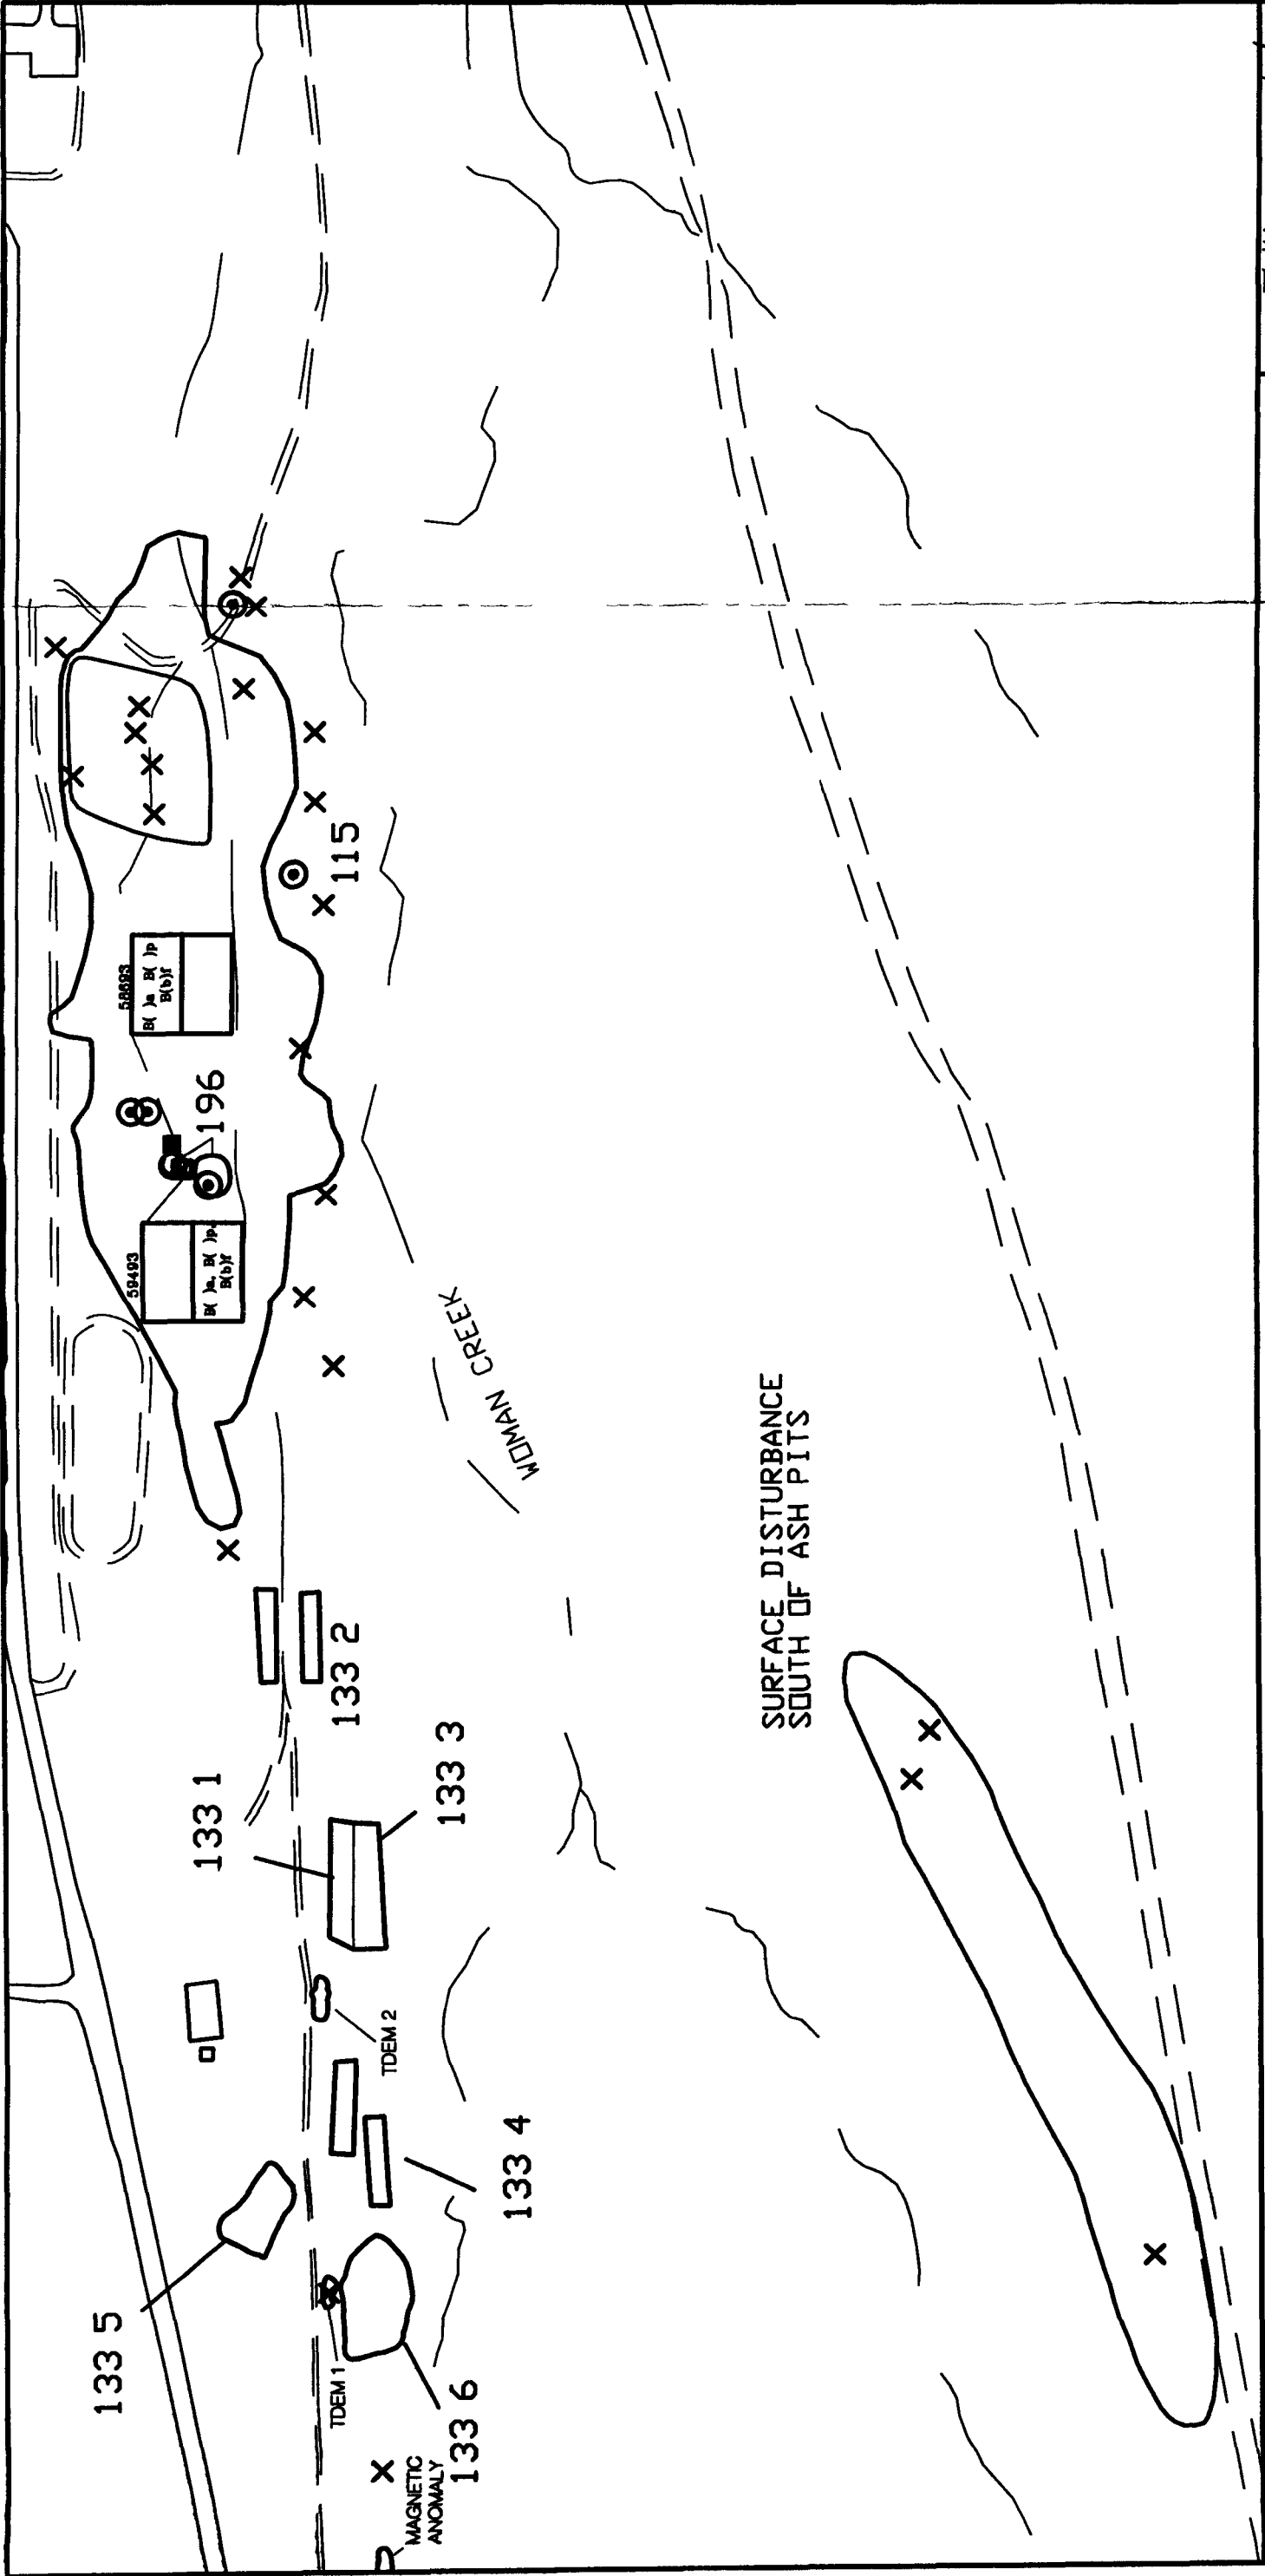 133 5
TDEM 1
MAGNETIC
ANOMALY
133 6
133 4
TDEM 2
133 1
133 3
133 2
59493
B( )a, B( )p
B(b)f
196
58693
B( )a B( )p
B(b)f
115
WOMAN CREEK
SURFACE DISTURBANCE
SOUTH OF ASH PITS